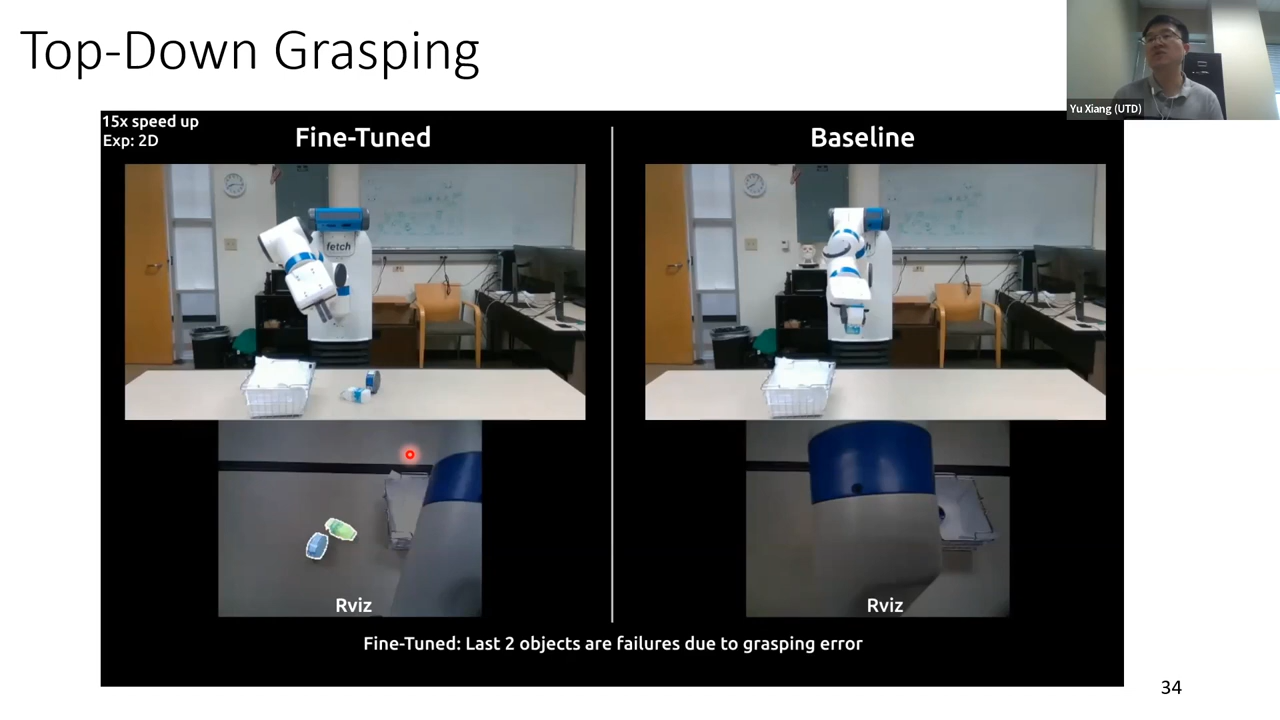 Top-Down Grasping
Yu Xiang (UTD)
15x speed up
Exp: 2D
Fine-Tuned
Baseline
fetch
Rviz
Rviz
Fine-Tuned: Last 2 objects are failures due to grasping error
34